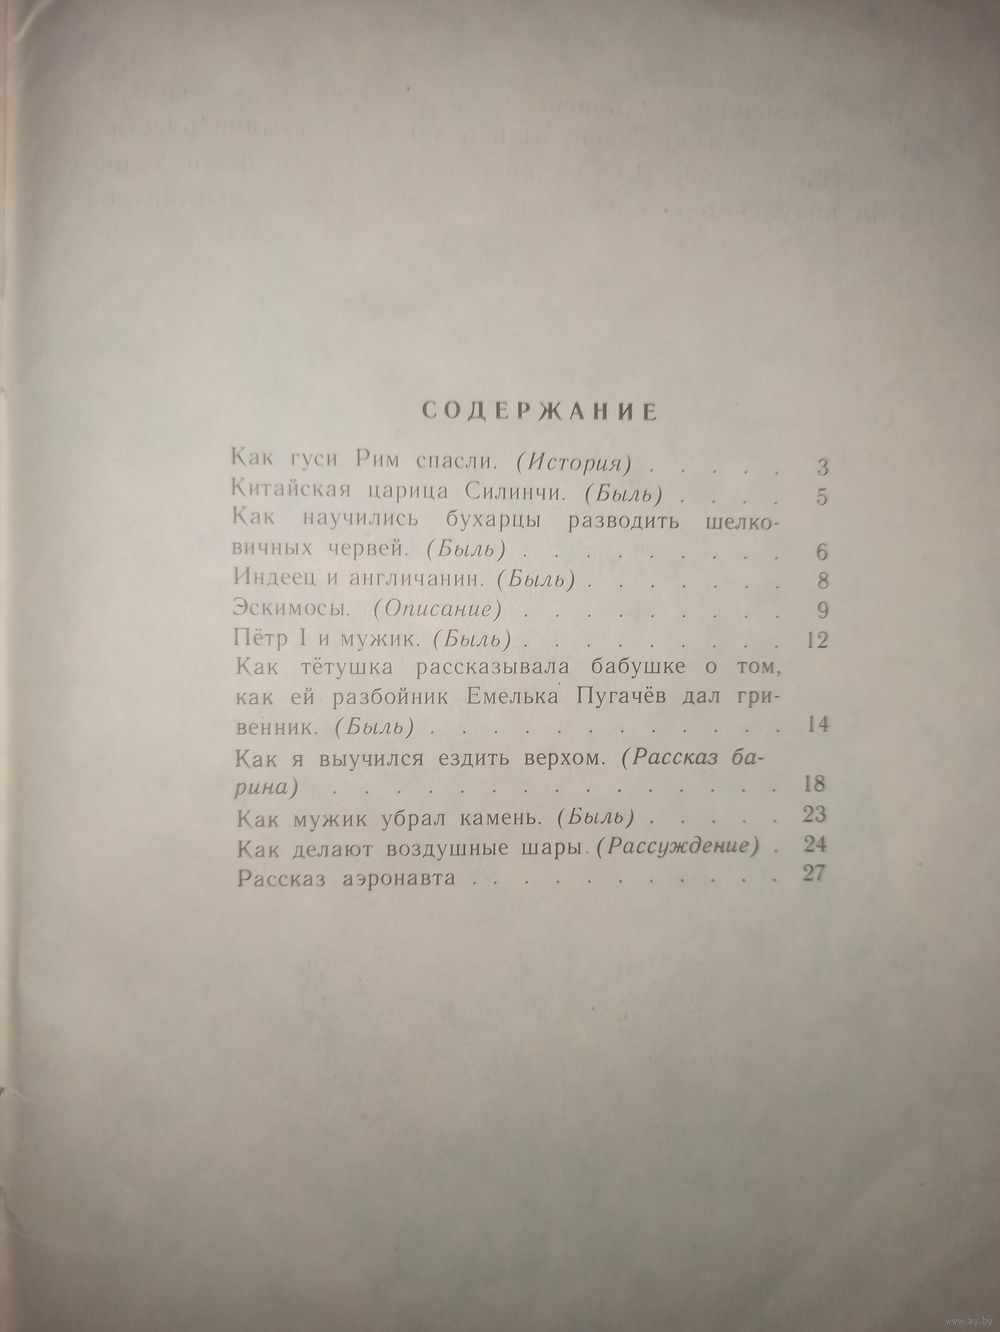 СОДЕРЖАНИЕ
Как гуси Рим спасли. (История) . . . . . 3
Китайская царица Силинчи. (Быль) . . . . 5
Как научились бухарцы разводить шелко-
вичных червей. (Быль) . . . . . . . . . 6
Индеец и англичанин. (Быль) . . . . . . . 8
Эскимосы. (Описание) . . . . . . . . . 9
Пётр I и мужик. (Быль) . . . . . . . . . 12
Как тётушка рассказывала бабушке о том,
как ей разбойник Емелька Пугачёв дал гри-
венник. (Быль) . . . . . . . . . . . . 14
Как я выучился ездить верхом. (Рассказ ба-
рина) . . . . . . . . . . . . . . . 18
Как мужик убрал камень. (Быль) . . . . . 23
Как делают воздушные шары. (Рассуждение) . 24
Рассказ аэронавта . . . . . . . . . . . 27
www.ay.by